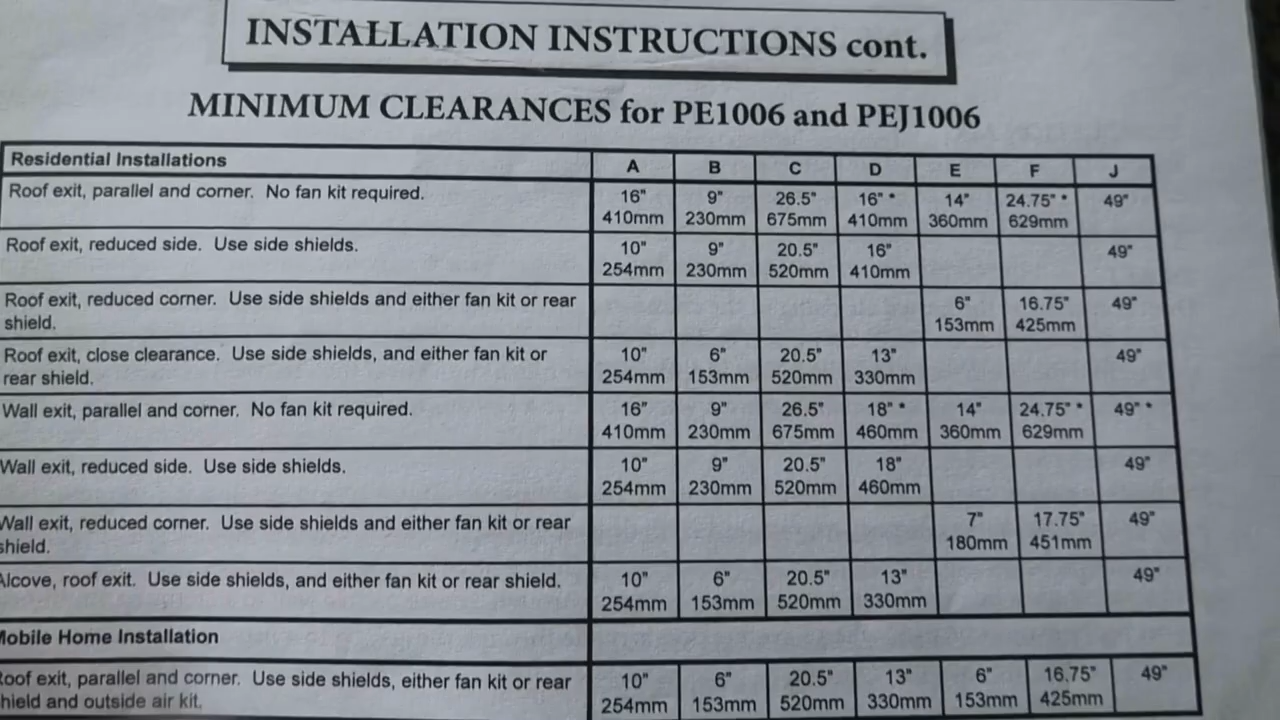 INSTALLATION INSTRUCTIONS cont.
MINIMUM CLEARANCES for PE1006 and PEJ1006
Residential Installations A B C D E F J
Roof exit, parallel and corner. No fan kit required. 16" 9" 26.5" 16" * 14" 24.75" * 49"
410mm 230mm 675mm 410mm 360mm 629mm
Roof exit, reduced side. Use side shields. 10" 9" 20.5" 16" 49"
254mm 230mm 520mm 410mm
Roof exit, reduced corner. Use side shields and either fan kit or rear 6" 16.75" 49"
shield. 153mm 425mm
Roof exit, close clearance. Use side shields, and either fan kit or 10" 6" 20.5" 13" 49"
rear shield. 254mm 153mm 520mm 330mm
Wall exit, parallel and corner. No fan kit required. 16" 9" 26.5" 18" * 14" 24.75" * 49" *
410mm 230mm 675mm 460mm 360mm 629mm
Wall exit, reduced side. Use side shields. 10" 9" 20.5" 18" 49"
254mm 230mm 520mm 460mm
Wall exit, reduced corner. Use side shields and either fan kit or rear 7" 17.75" 49"
shield. 180mm 451mm
Alcove, roof exit. Use side shields, and either fan kit or rear shield. 10" 6" 20.5" 13" 49"
254mm 153mm 520mm 330mm
Mobile Home Installation
Roof exit, parallel and corner. Use side shields, either fan kit or rear 10" 6" 20.5" 13" 6" 16.75" 49"
shield and outside air kit. 254mm 153mm 520mm 330mm 153mm 425mm